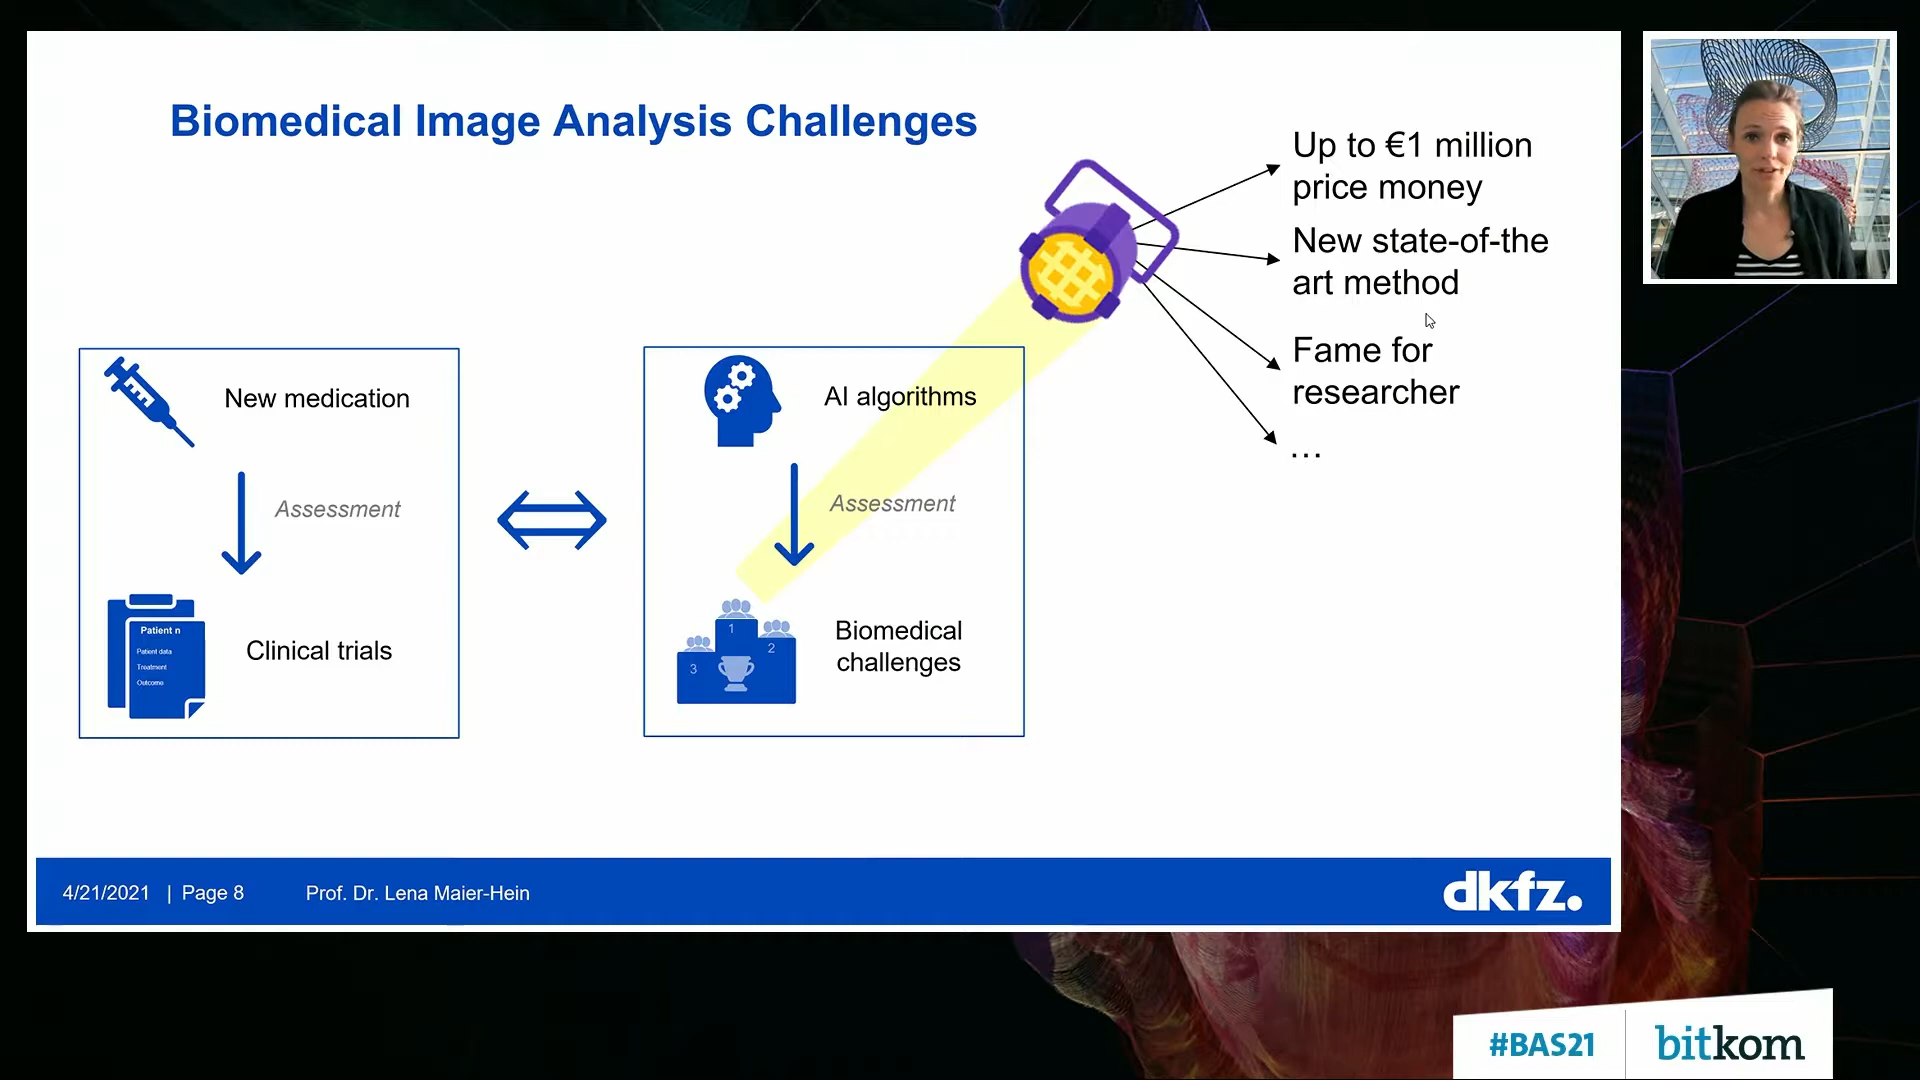 Biomedical Image Analysis Challenges
Up to €1 million
price money
New state-of-the
art method
Fame for
researcher
...
New medication
Assessment
Patient n
Patient data
Treatment
Outcome
Clinical trials
AI algorithms
Assessment
1
2
3
Biomedical
challenges
4/21/2021 | Page 8 Prof. Dr. Lena Maier-Hein
dkfz.
#BAS21
bitkom